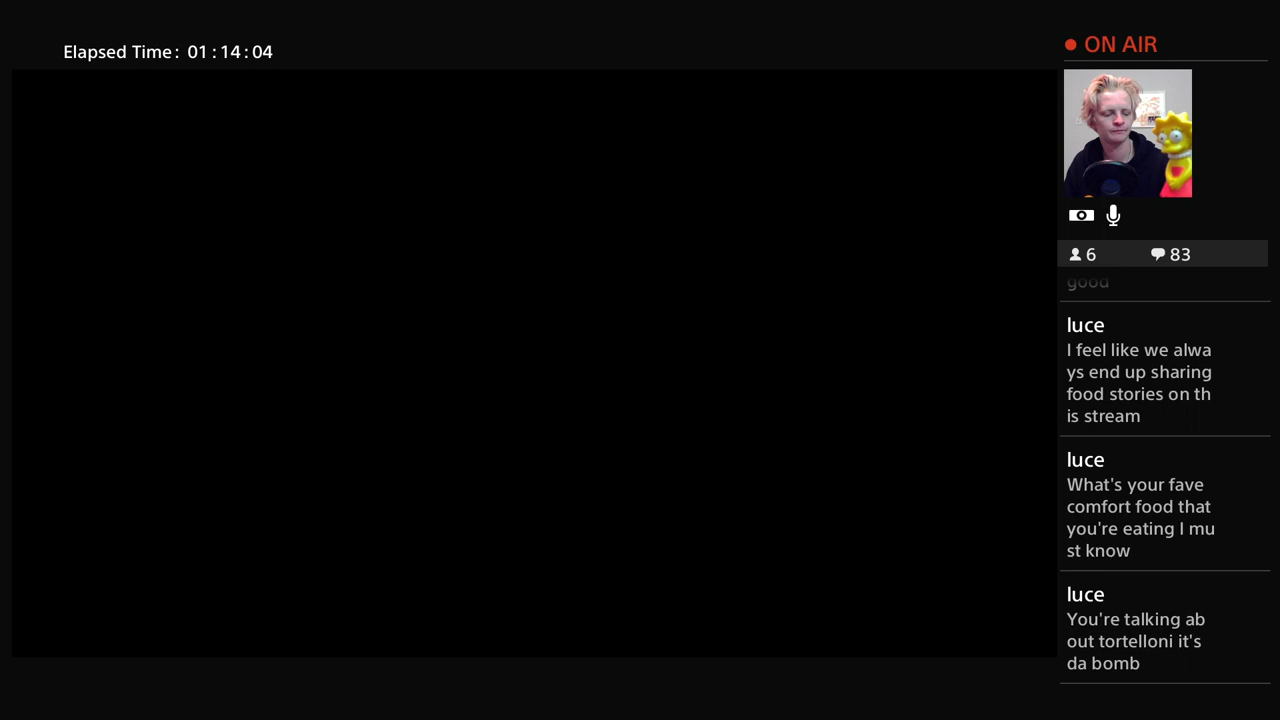 Elapsed Time: 01:14:04
ON AIR
6 83
good
luce
I feel like we alwa
ys end up sharing
food stories on th
is stream
luce
What's your fave
comfort food that
you're eating I mu
st know
luce
You're talking ab
out tortelloni it's
da bomb